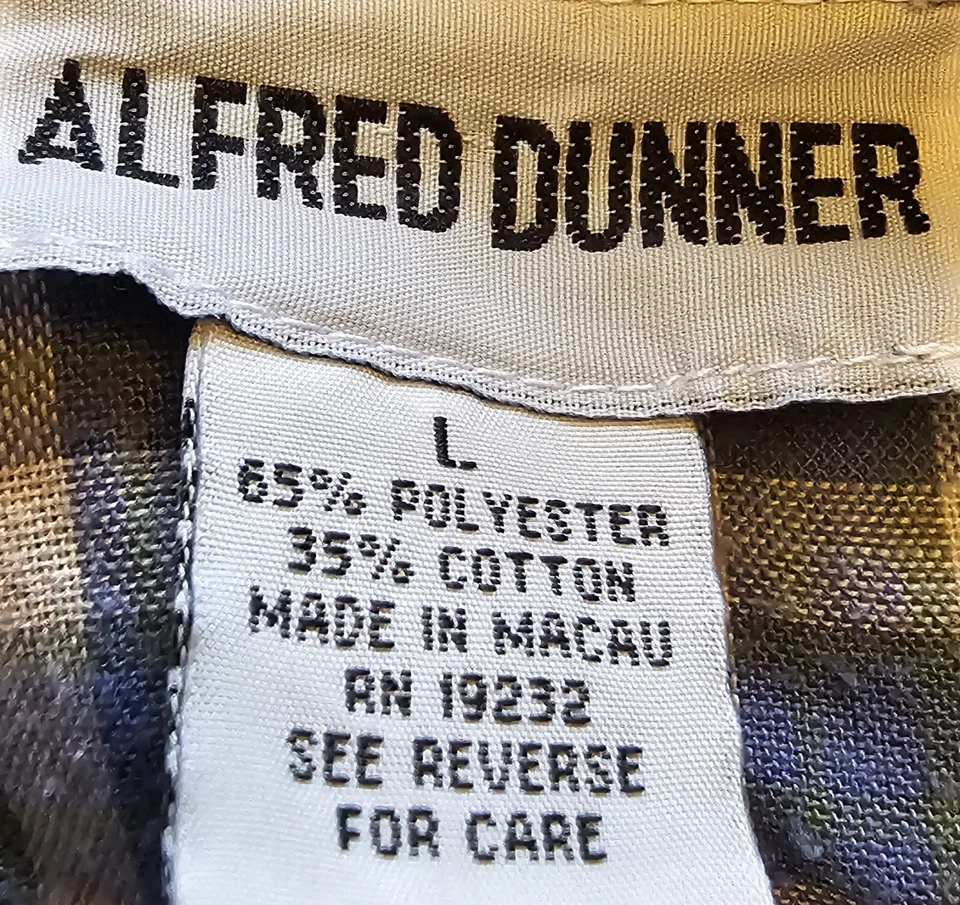 ALFRED DUNNER
L
65% POLYESTER
35% COTTON
MADE IN MACAU
RN 19232
SEE REVERSE
FOR CARE